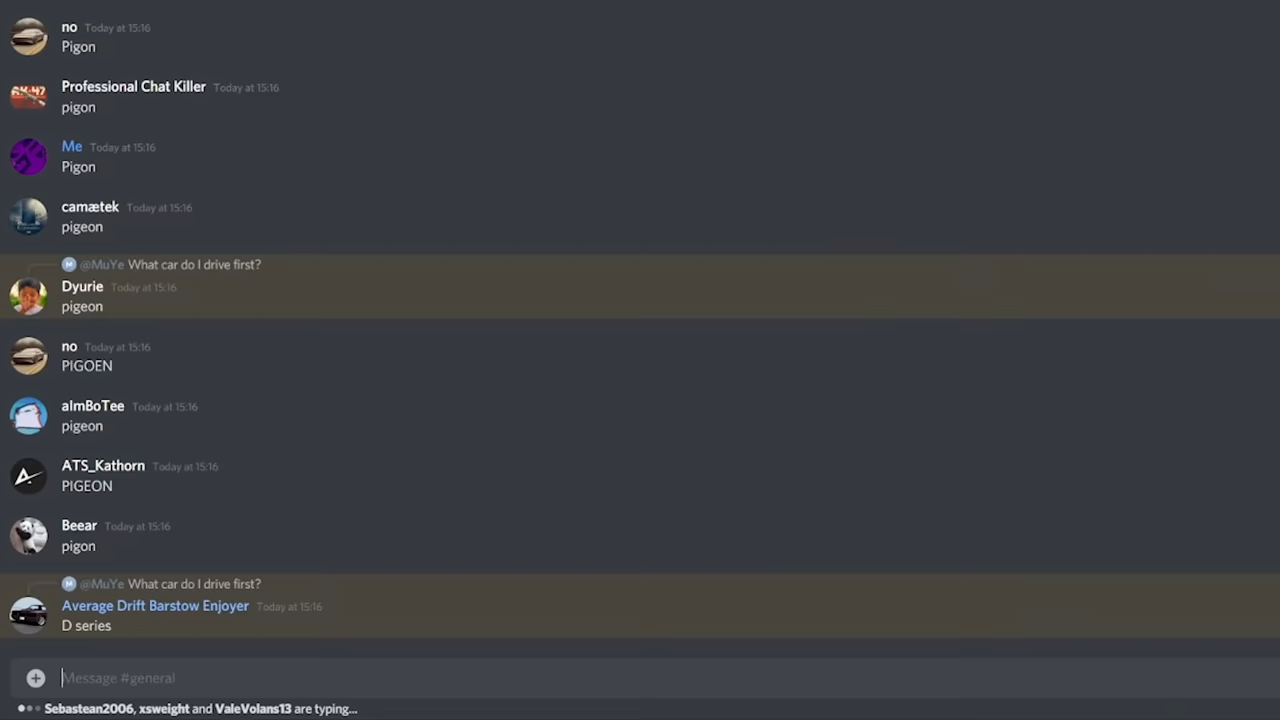 no Today at 15:16
Pigon
Professional Chat Killer Today at 15:16
pigon
Me Today at 15:16
Pigon
camætek Today at 15:16
pigeon
@MuYe What car do I drive first?
Dyurie Today at 15:16
pigeon
no Today at 15:16
PIGOEN
almBoTee Today at 15:16
pigeon
ATS_Kathorn Today at 15:16
PIGEON
Beear Today at 15:16
pigon
@MuYe What car do I drive first?
Average Drift Barstow Enjoyer Today at 15:16
D series
Message #general
Sebastean2006, xsweight and ValeVolans13 are typing...